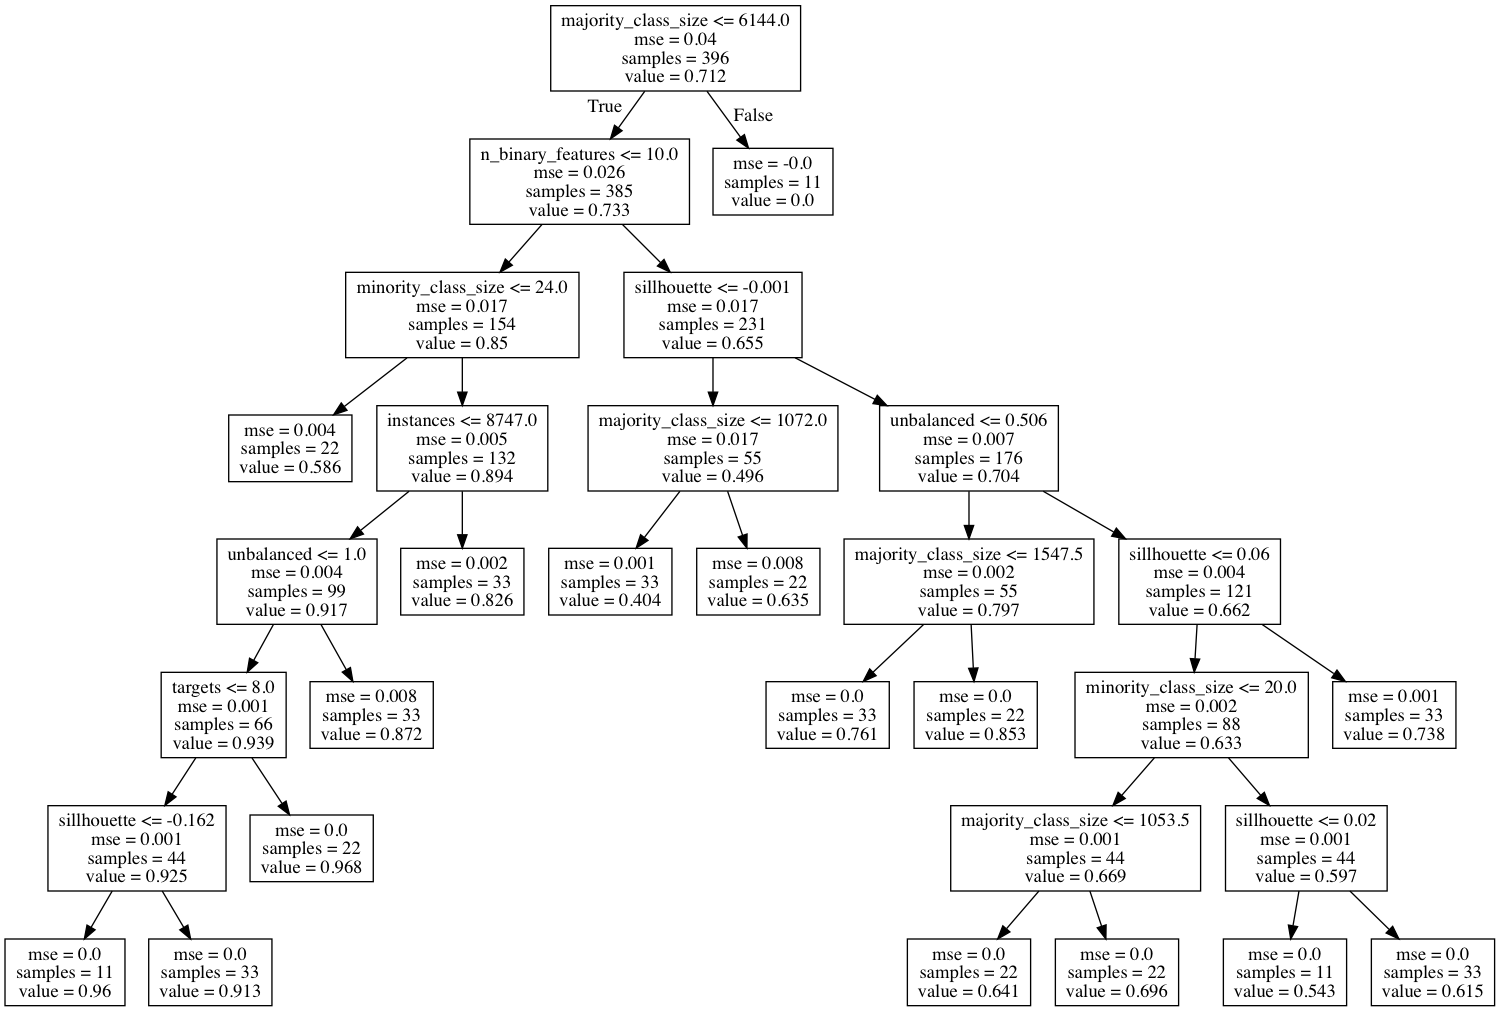 majority_class_size <= 6144.0
mse = 0.04
samples = 396
value = 0.712
True
False
n_binary_features <= 10.0
mse = 0.026
samples = 385
value = 0.733
mse = -0.0
samples = 11
value = 0.0
minority_class_size <= 24.0
mse = 0.017
samples = 154
value = 0.85
sillhouette <= -0.001
mse = 0.017
samples = 231
value = 0.655
mse = 0.004
samples = 22
value = 0.586
instances <= 8747.0
mse = 0.005
samples = 132
value = 0.894
majority_class_size <= 1072.0
mse = 0.017
samples = 55
value = 0.496
unbalanced <= 0.506
mse = 0.007
samples = 176
value = 0.704
unbalanced <= 1.0
mse = 0.004
samples = 99
value = 0.917
mse = 0.002
samples = 33
value = 0.826
mse = 0.001
samples = 33
value = 0.404
mse = 0.008
samples = 22
value = 0.635
majority_class_size <= 1547.5
mse = 0.002
samples = 55
value = 0.797
sillhouette <= 0.06
mse = 0.004
samples = 121
value = 0.662
targets <= 8.0
mse = 0.001
samples = 66
value = 0.939
mse = 0.008
samples = 33
value = 0.872
mse = 0.0
samples = 33
value = 0.761
mse = 0.0
samples = 22
value = 0.853
minority_class_size <= 20.0
mse = 0.002
samples = 88
value = 0.633
mse = 0.001
samples = 33
value = 0.738
sillhouette <= -0.162
mse = 0.001
samples = 44
value = 0.925
mse = 0.0
samples = 22
value = 0.968
majority_class_size <= 1053.5
mse = 0.001
samples = 44
value = 0.669
sillhouette <= 0.02
mse = 0.001
samples = 44
value = 0.597
mse = 0.0
samples = 11
value = 0.96
mse = 0.0
samples = 33
value = 0.913
mse = 0.0
samples = 22
value = 0.641
mse = 0.0
samples = 22
value = 0.696
mse = 0.0
samples = 11
value = 0.543
mse = 0.0
samples = 33
value = 0.615